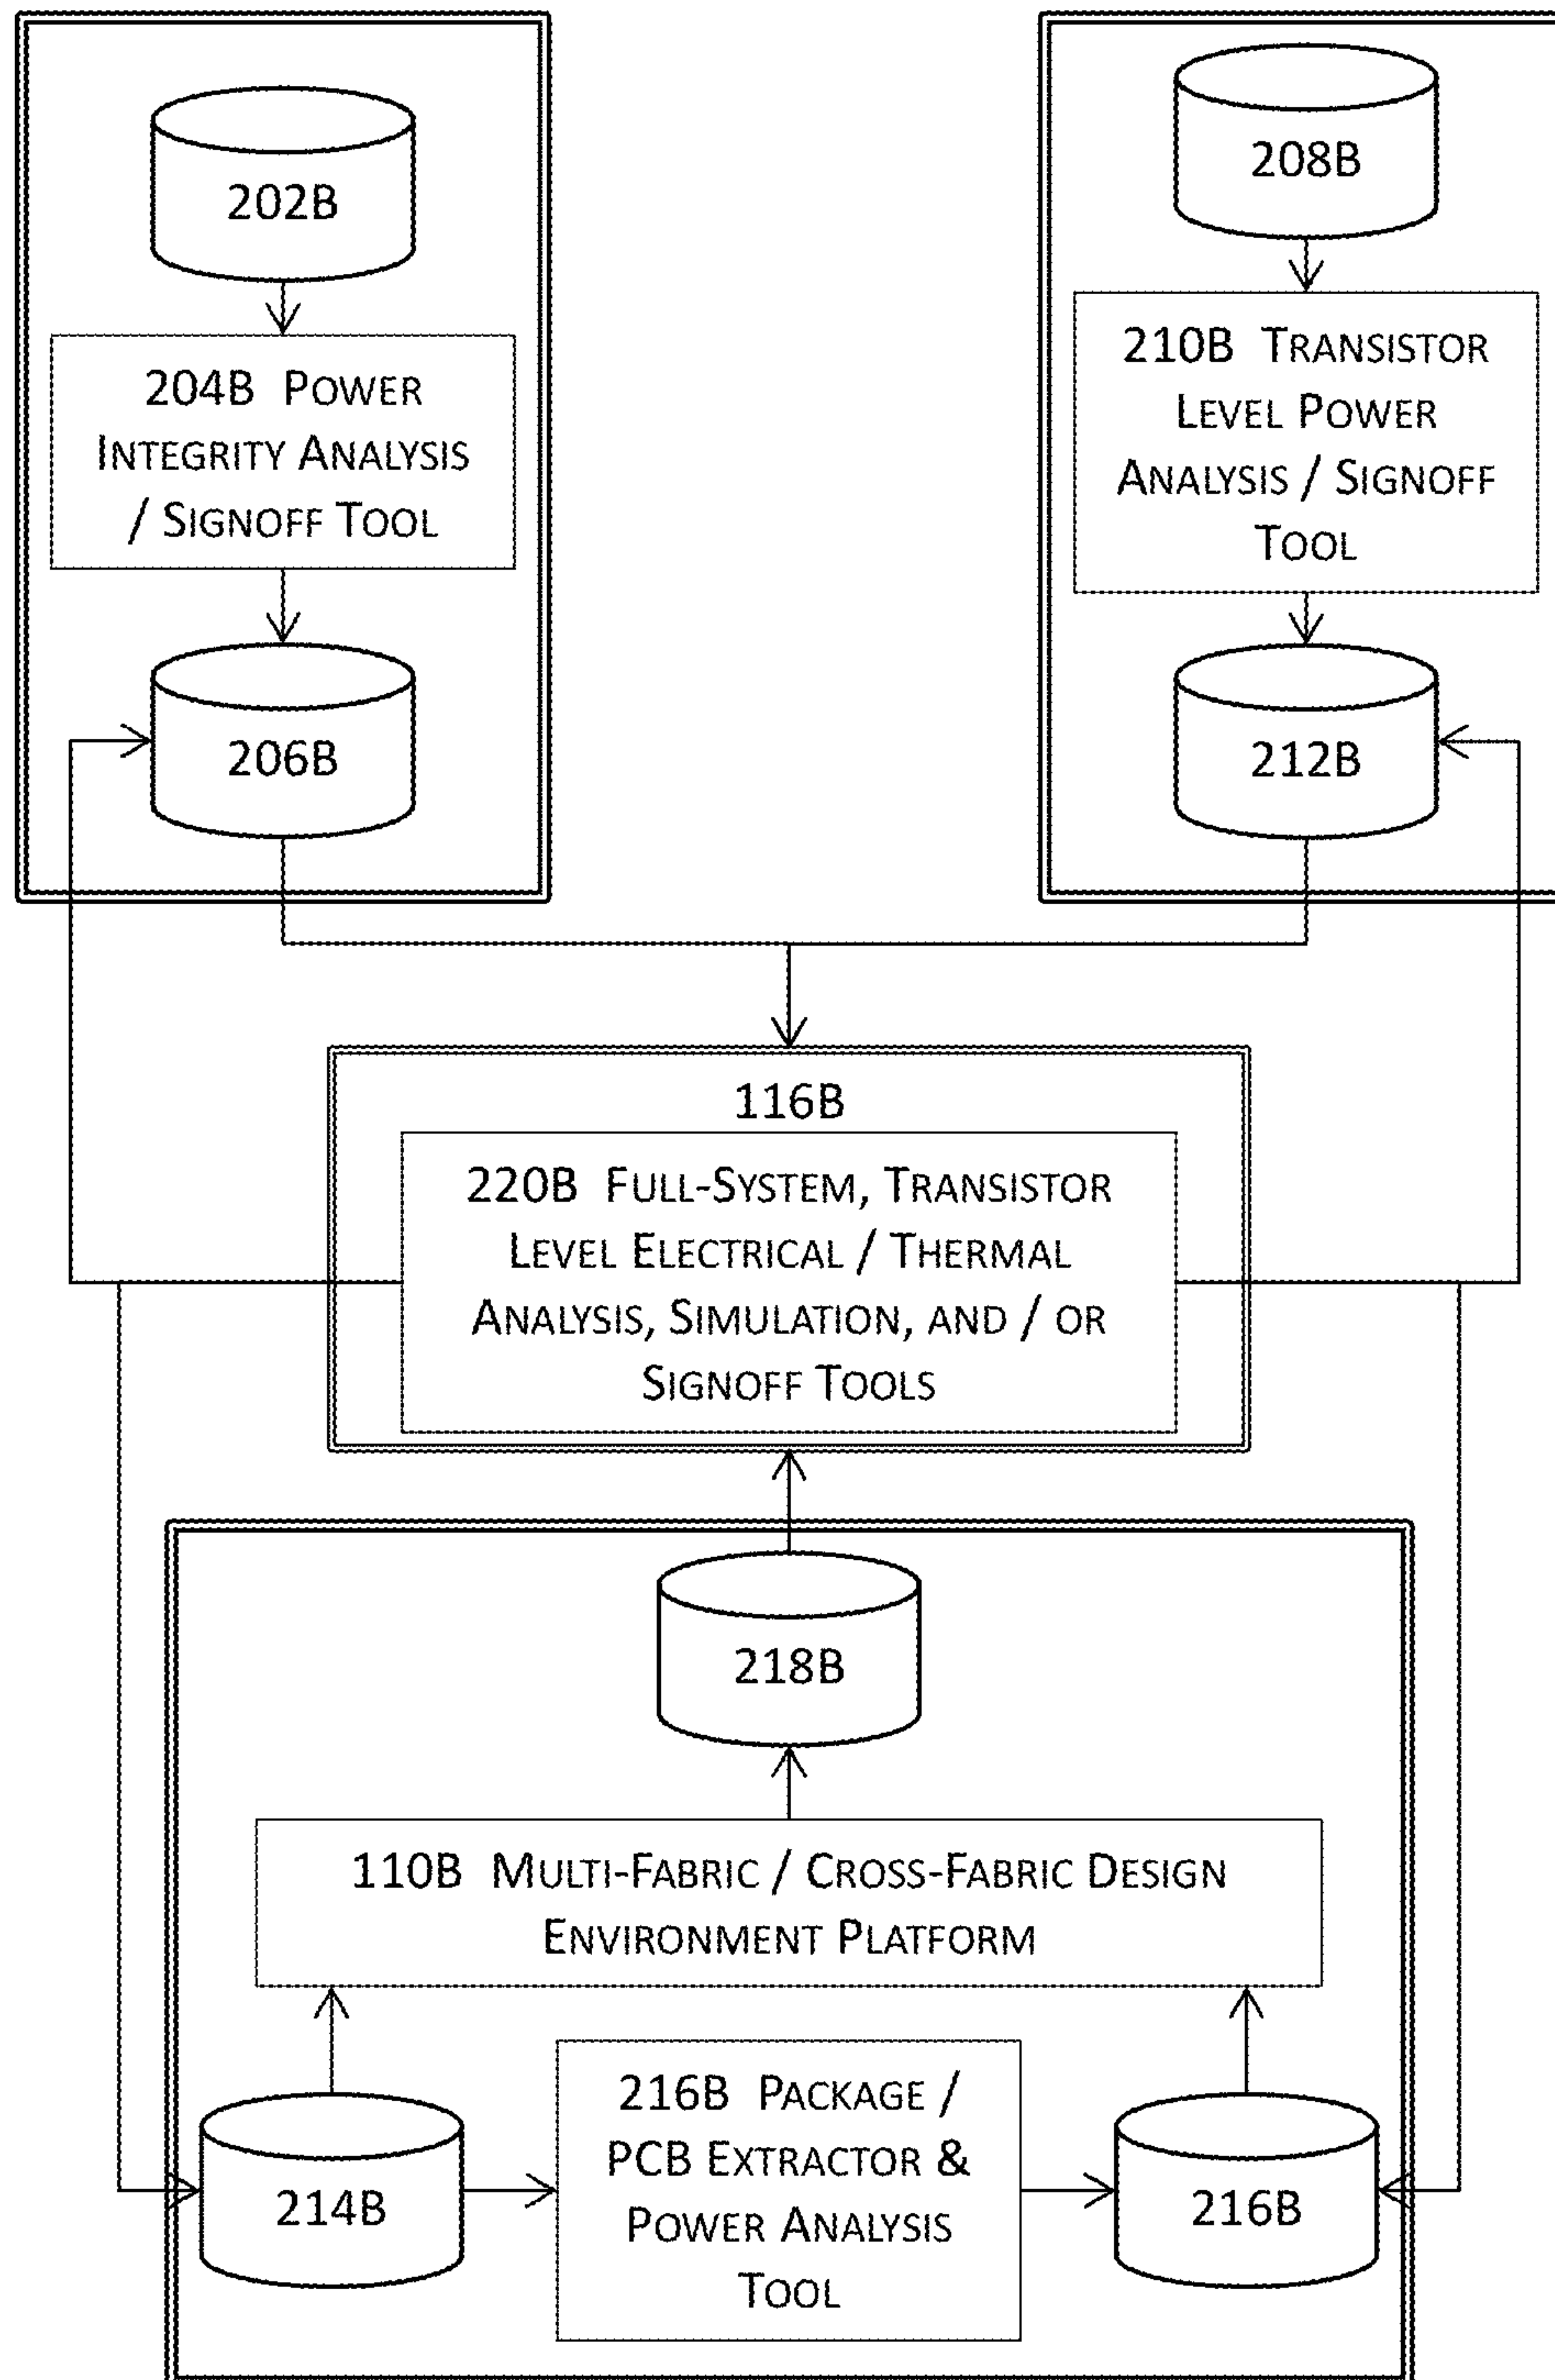 202B
204B POWER
INTEGRITY ANALYSIS
/ SIGNOFF TOOL
206B
208B
210B TRANSISTOR
LEVEL POWER
ANALYSIS / SIGNOFF
TOOL
212B
116B
220B FULL-SYSTEM, TRANSISTOR
LEVEL ELECTRICAL / THERMAL
ANALYSIS, SIMULATION, AND / OR
SIGNOFF TOOLS
218B
110B MULTI-FABRIC / CROSS-FABRIC DESIGN
ENVIRONMENT PLATFORM
214B
216B PACKAGE /
PCB EXTRACTOR &
POWER ANALYSIS
TOOL
216B